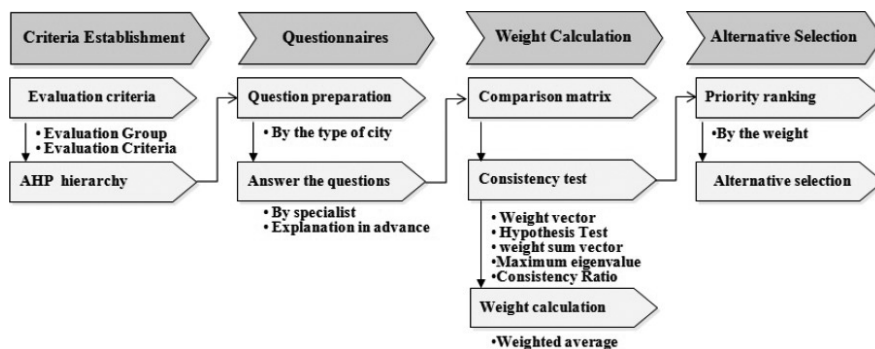 Criteria Establishment
Evaluation criteria
•Evaluation Group
•Evaluation Criteria
AHP hierarchy
Questionnaires
Question preparation
•By the type of city
Answer the questions
•By specialist
•Explanation in advance
Weight Calculation
Comparison matrix
Consistency test
•Weight vector
•Hypothesis Test
•weight sum vector
•Maximum eigenvalue
•Consistency Ratio
Weight calculation
•Weighted average
Alternative Selection
Priority ranking
•By the weight
Alternative selection